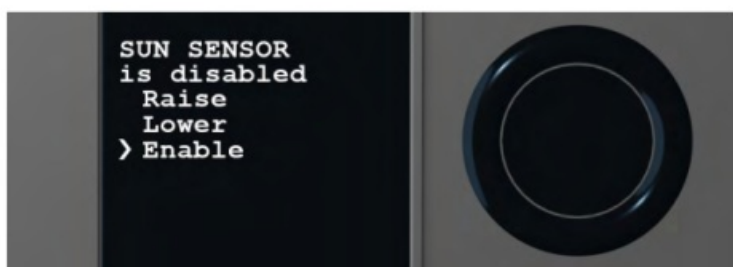 SUN SENSOR
is disabled
Raise
Lower
❯ Enable